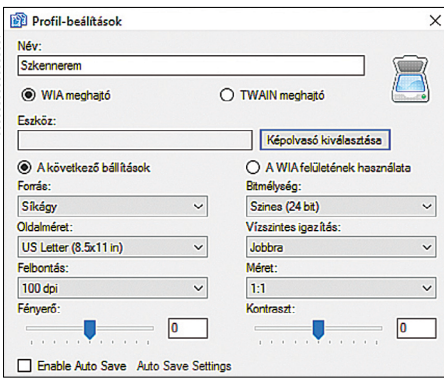 Profil-beállítások
Név:
Szkennerem
WIA meghajtó TWAIN meghajtó
Eszköz:
Képolvasó kiválasztása
A következő bállítások A WIA felületének használata
Forrás: Bitmélység:
Síkágy Szines (24 bit)
Oldalméret: Vízszintes igazítás:
US Letter (8.5x11 in) Jobbra
Felbontás: Méret:
100 dpi 1:1
Fényerő: Kontraszt:
0 0
Enable Auto Save Auto Save Settings